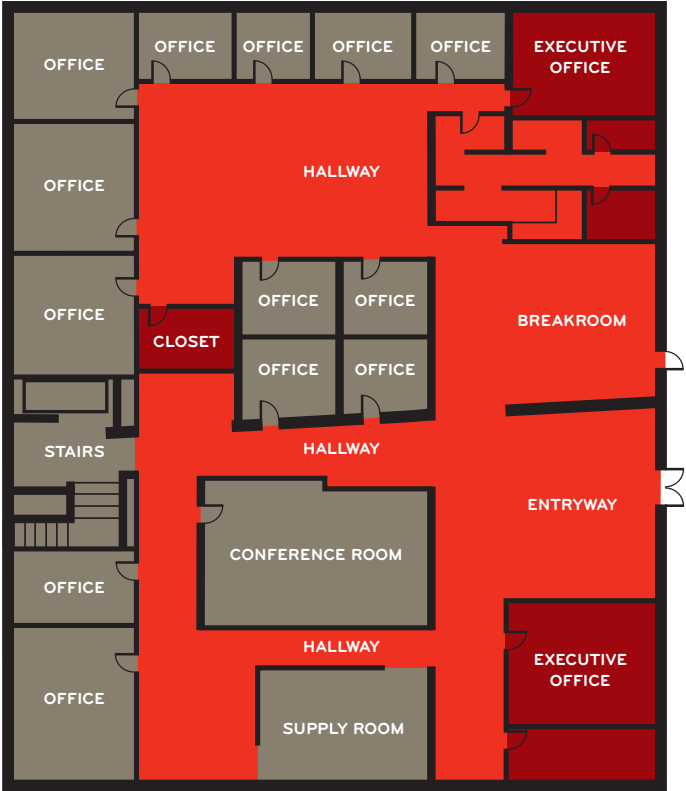 OFFICE
OFFICE
OFFICE
OFFICE
OFFICE
EXECUTIVE
OFFICE
HALLWAY
OFFICE
OFFICE
OFFICE
OFFICE
BREAKROOM
CLOSET
OFFICE
OFFICE
HALLWAY
STAIRS
ENTRYWAY
CONFERENCE ROOM
OFFICE
HALLWAY
EXECUTIVE
OFFICE
OFFICE
SUPPLY ROOM